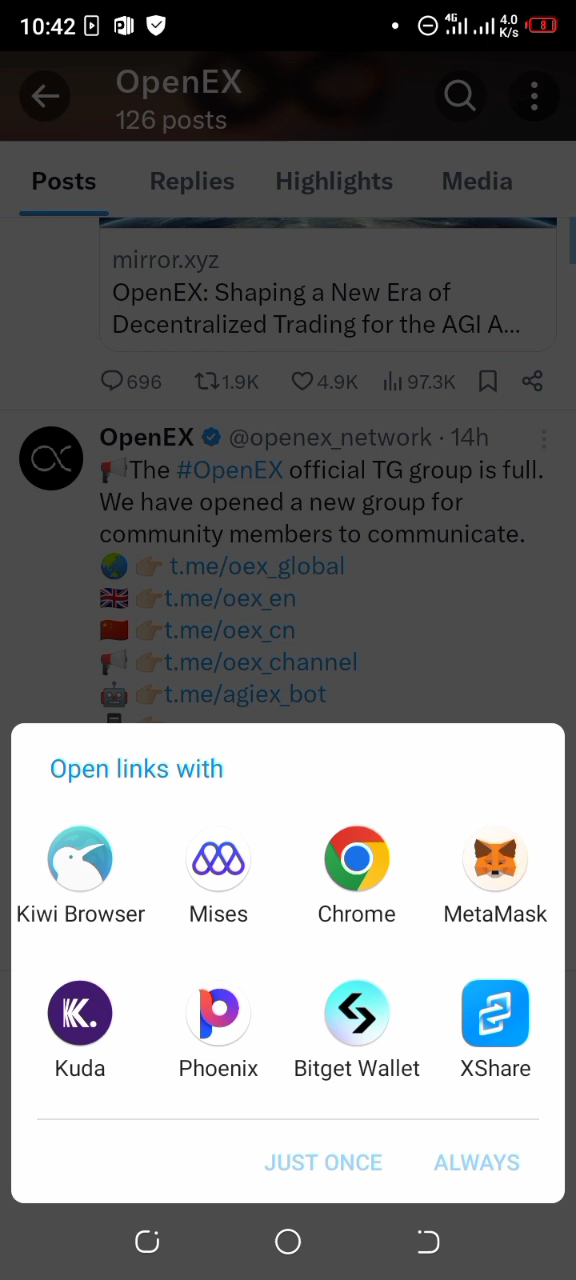 10:42
4G
4.0
K/s
8
OpenEX
126 posts
Posts Replies Highlights Media
mirror.xyz
OpenEX: Shaping a New Era of
Decentralized Trading for the AGI A...
696 1.9K 4.9K 97.3K
OpenEX @openex_network · 14h
📢The #OpenEX official TG group is full.
We have opened a new group for
community members to communicate.
🌏 👉🏼 t.me/oex_global
🇬🇧 👉🏼t.me/oex_en
🇨🇳 👉🏼t.me/oex_cn
📢 👉🏼t.me/oex_channel
🤖 👉🏼t.me/agiex_bot
Open links with
Kiwi Browser Mises Chrome MetaMask
K.
Kuda Phoenix Bitget Wallet XShare
JUST ONCE ALWAYS